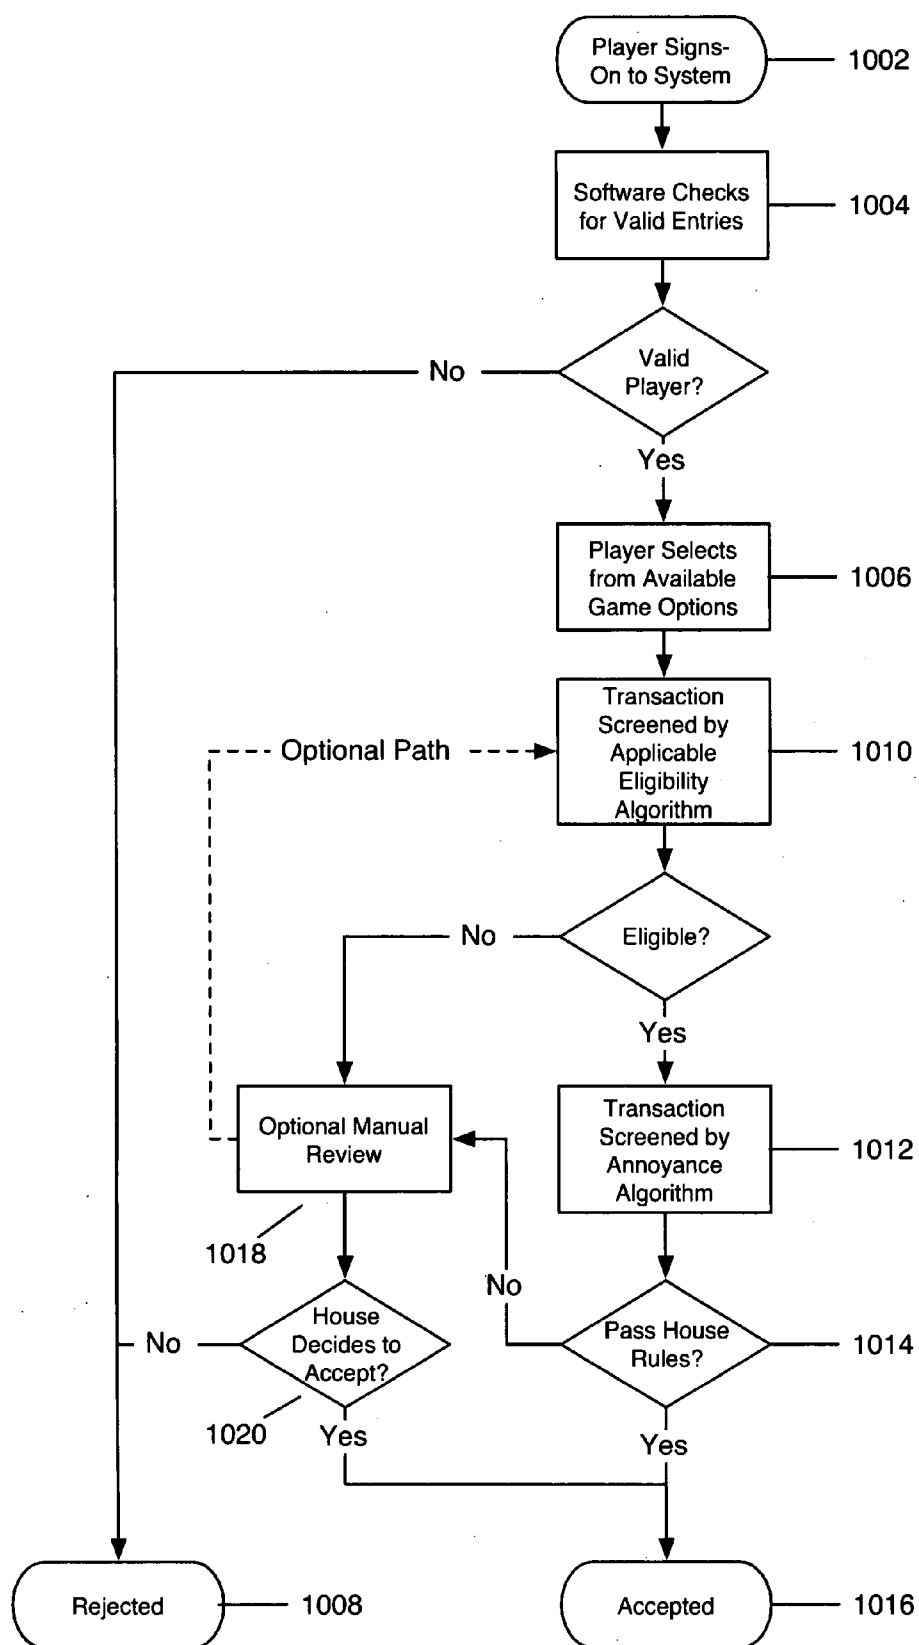 Player Signs-
On to System
1002
Software Checks
for Valid Entries
1004
Valid
Player?
No
Yes
Player Selects
from Available
Game Options
1006
Transaction
Screened by
Applicable
Eligibility
Algorithm
1010
Optional Path
Eligible?
No
Yes
Optional Manual
Review
1018
Transaction
Screened by
Annoyance
Algorithm
1012
No
House
Decides to
Accept?
1020
No
Yes
Pass House
Rules?
1014
Yes
Rejected
1008
Accepted
1016